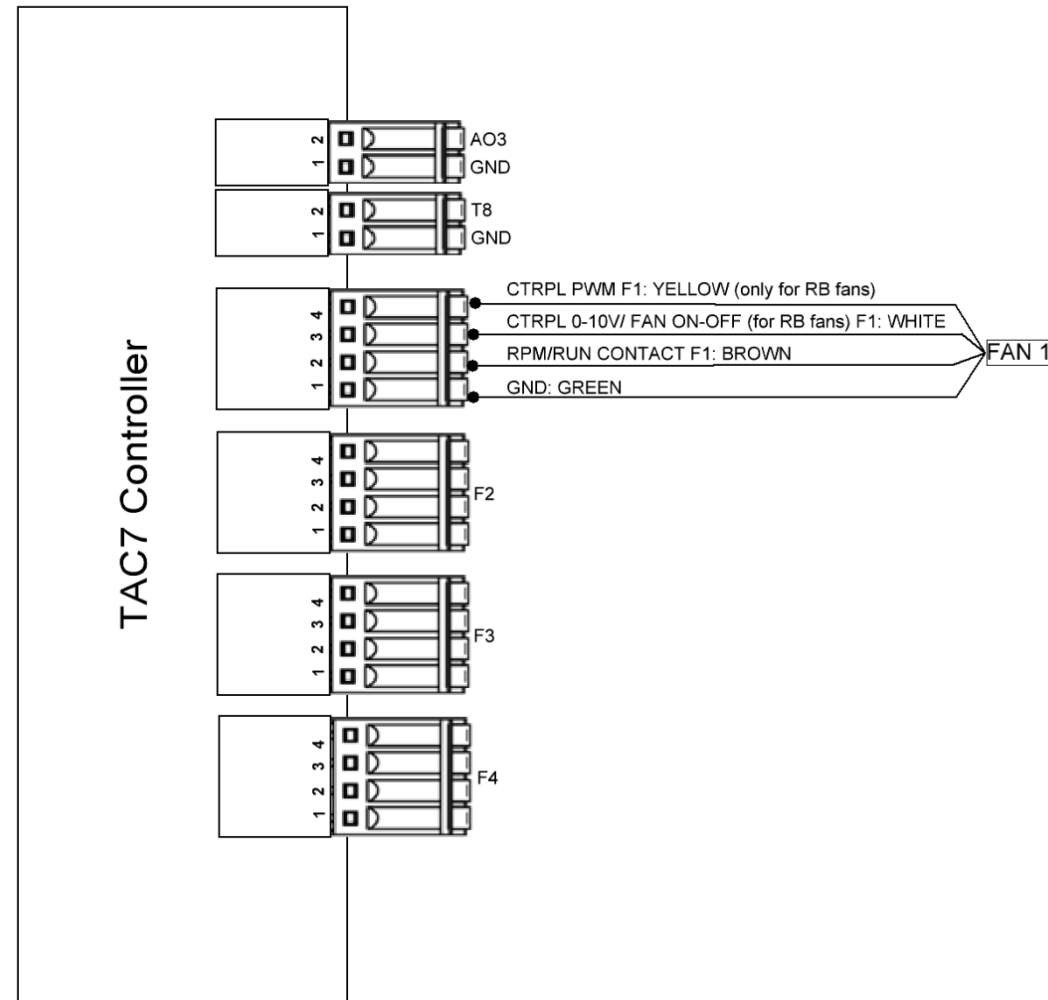 TAC7 Controller
2 AO3
1 GND
2 T8
1 GND
4 CTRPL PWM F1: YELLOW (only for RB fans)
3 CTRPL 0-10V/ FAN ON-OFF (for RB fans) F1: WHITE
2 RPM/RUN CONTACT F1: BROWN
1 GND: GREEN
FAN 1
4
3
2
1
F2
4
3
2
1
F3
4
3
2
1
F4